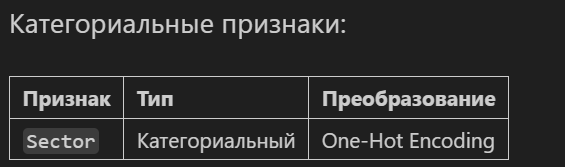 Категориальные признаки:
Признак Тип Преобразование
Sector Категориальный One-Hot Encoding